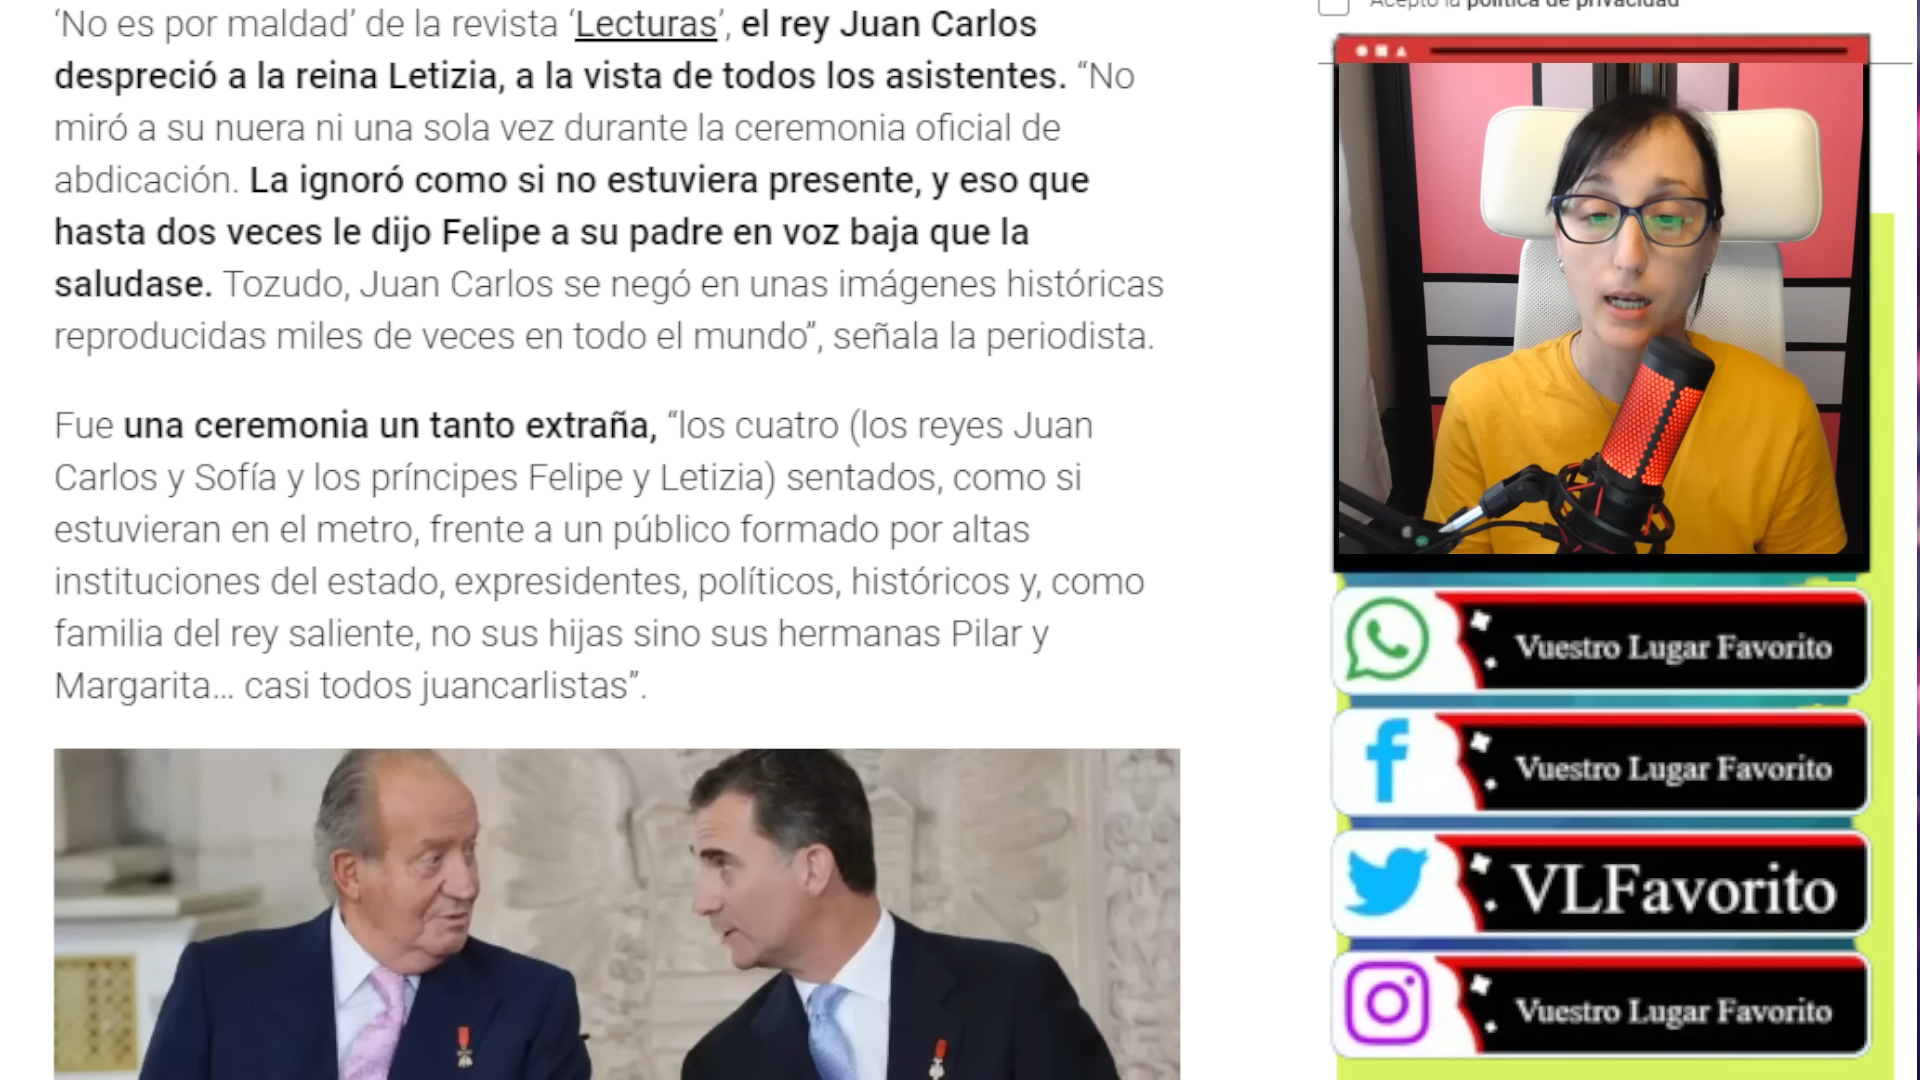 ‘No es por maldad’ de la revista ‘Lecturas’, el rey Juan Carlos
despreció a la reina Letizia, a la vista de todos los asistentes. “No
miró a su nuera ni una sola vez durante la ceremonia oficial de
abdicación. La ignoró como si no estuviera presente, y eso que
hasta dos veces le dijo Felipe a su padre en voz baja que la
saludase. Tozudo, Juan Carlos se negó en unas imágenes históricas
reproducidas miles de veces en todo el mundo”, señala la periodista.
Fue una ceremonia un tanto extraña, “los cuatro (los reyes Juan
Carlos y Sofía y los príncipes Felipe y Letizia) sentados, como si
estuvieran en el metro, frente a un público formado por altas
instituciones del estado, expresidentes, políticos, históricos y, como
familia del rey saliente, no sus hijas sino sus hermanas Pilar y
Margarita… casi todos juancarlistas”.
Acepto la política de privacidad
Vuestro Lugar Favorito
Vuestro Lugar Favorito
VLFavorito
Vuestro Lugar Favorito